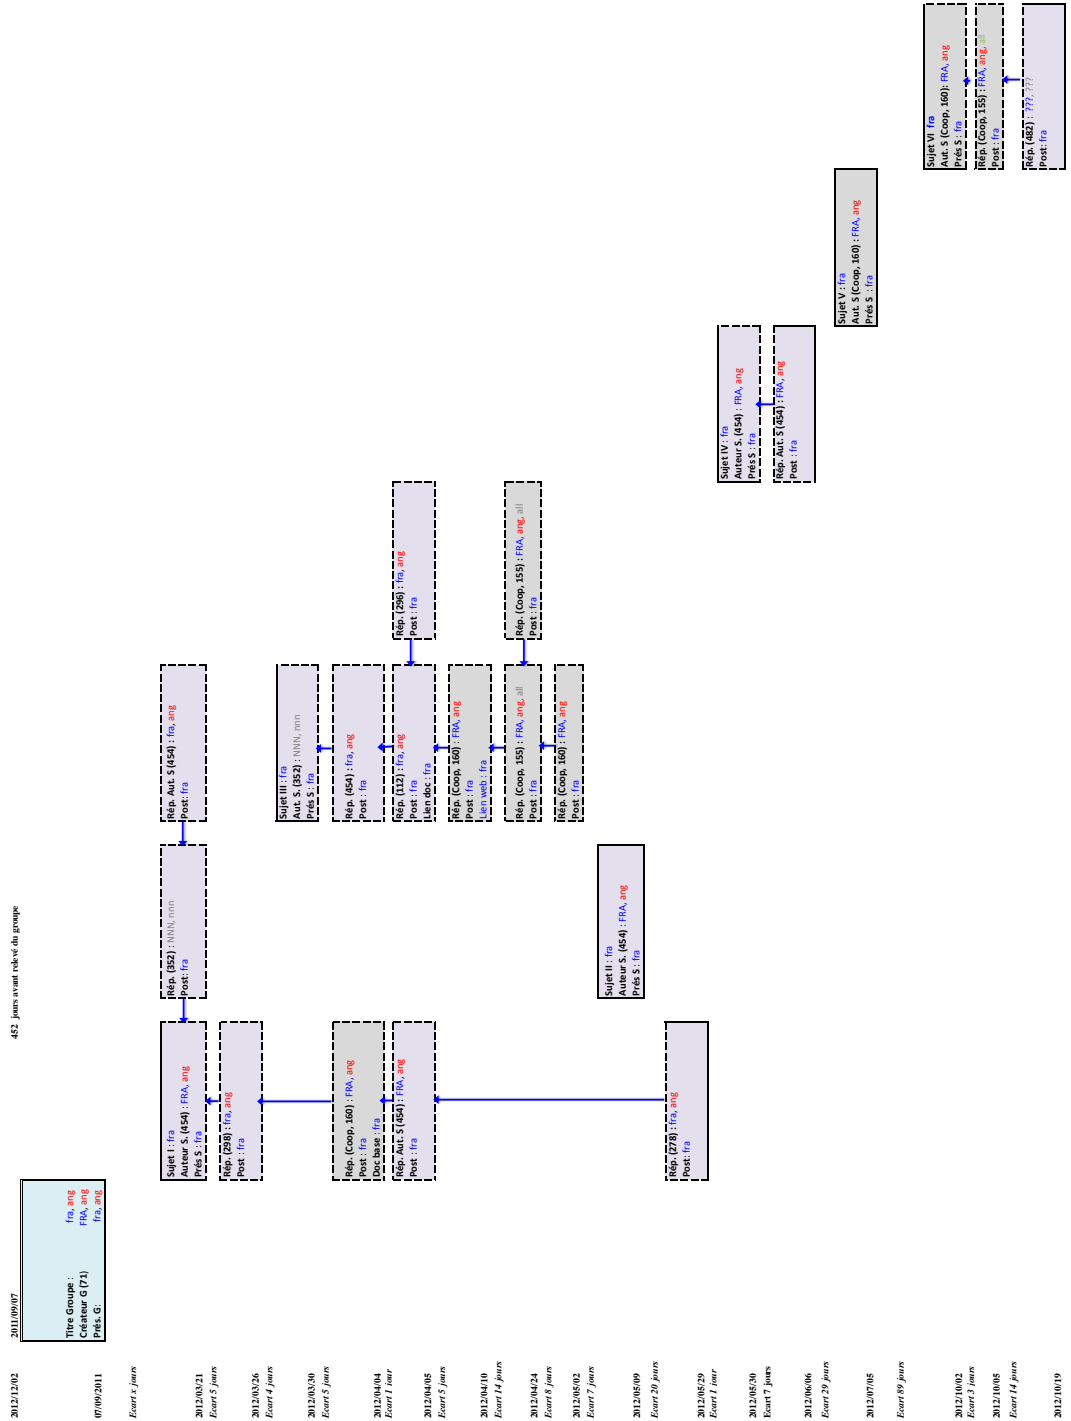 2012/12/02
2011/09/07
452 jours avant relevé du groupe
Titre Groupe : fra, ang
Créateur G (71) FRA, ang
Prés. G: fra, ang
07/09/2011
Ecart x jours
2012/03/21
Ecart 5 jours
Sujet I : fra
Auteur S. (454) : FRA, ang
Prés S : fra
Rép. (352) : NNN, nnn
Post: fra
Rép. Aut. S (454) : fra, ang
Post: fra
2012/03/26
Ecart 4 jours
Rép. (298) : fra, ang
Post : fra
2012/03/30
Ecart 5 jours
Sujet III : fra
Aut. S. (352) : NNN, nnn
Prés S : fra
2012/04/04
Ecart 1 jour
Rép. (Coop, 160) : FRA, ang
Post : fra
Doc base : fra
Rép. (454) : fra, ang
Post : fra
2012/04/05
Ecart 5 jours
Rép. Aut. S (454) : FRA, ang
Post : fra
Rép. (112) : fra, ang
Post : fra
Lien doc : fra
Rép. (296) : fra, ang
Post : fra
2012/04/10
Ecart 14 jours
Rép. (Coop, 160) : FRA, ang
Post : fra
Lien web : fra
2012/04/24
Ecart 8 jours
Rép. (Coop, 155) : FRA, ang, all
Post : fra
Rép. (Coop, 155) : FRA, ang, all
Post : fra
2012/05/02
Ecart 7 jours
Rép. (Coop, 160) : FRA, ang
Post : fra
2012/05/09
Ecart 20 jours
Sujet II : fra
Auteur S. (454) : FRA, ang
Prés S : fra
2012/05/29
Ecart 1 jour
Rép. (278) : fra, ang
Post: fra
2012/05/30
Ecart 7 jours
Sujet IV : fra
Auteur S. (454) : FRA, ang
Prés S : fra
2012/06/06
Ecart 29 jours
Rép. Aut. S (454) : FRA, ang
Post : fra
2012/07/05
Ecart 89 jours
Sujet V : fra
Aut. S (Coop, 160) : FRA, ang
Prés S : fra
2012/10/02
Ecart 3 jours
Sujet VI fra
Aut. S (Coop, 160): FRA, ang
Prés S : fra
2012/10/05
Ecart 14 jours
Rép. (Coop, 155) : FRA, ang, all
Post : fra
2012/10/19
Rép. (482) : ???, ???
Post: fra